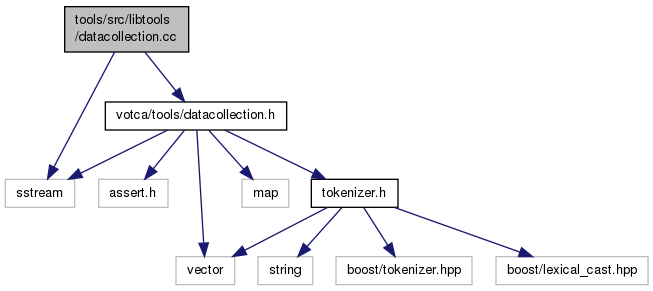 tools/src/libtools
/datacollection.cc
votca/tools/datacollection.h
sstream
assert.h
map
tokenizer.h
vector
string
boost/tokenizer.hpp
boost/lexical_cast.hpp